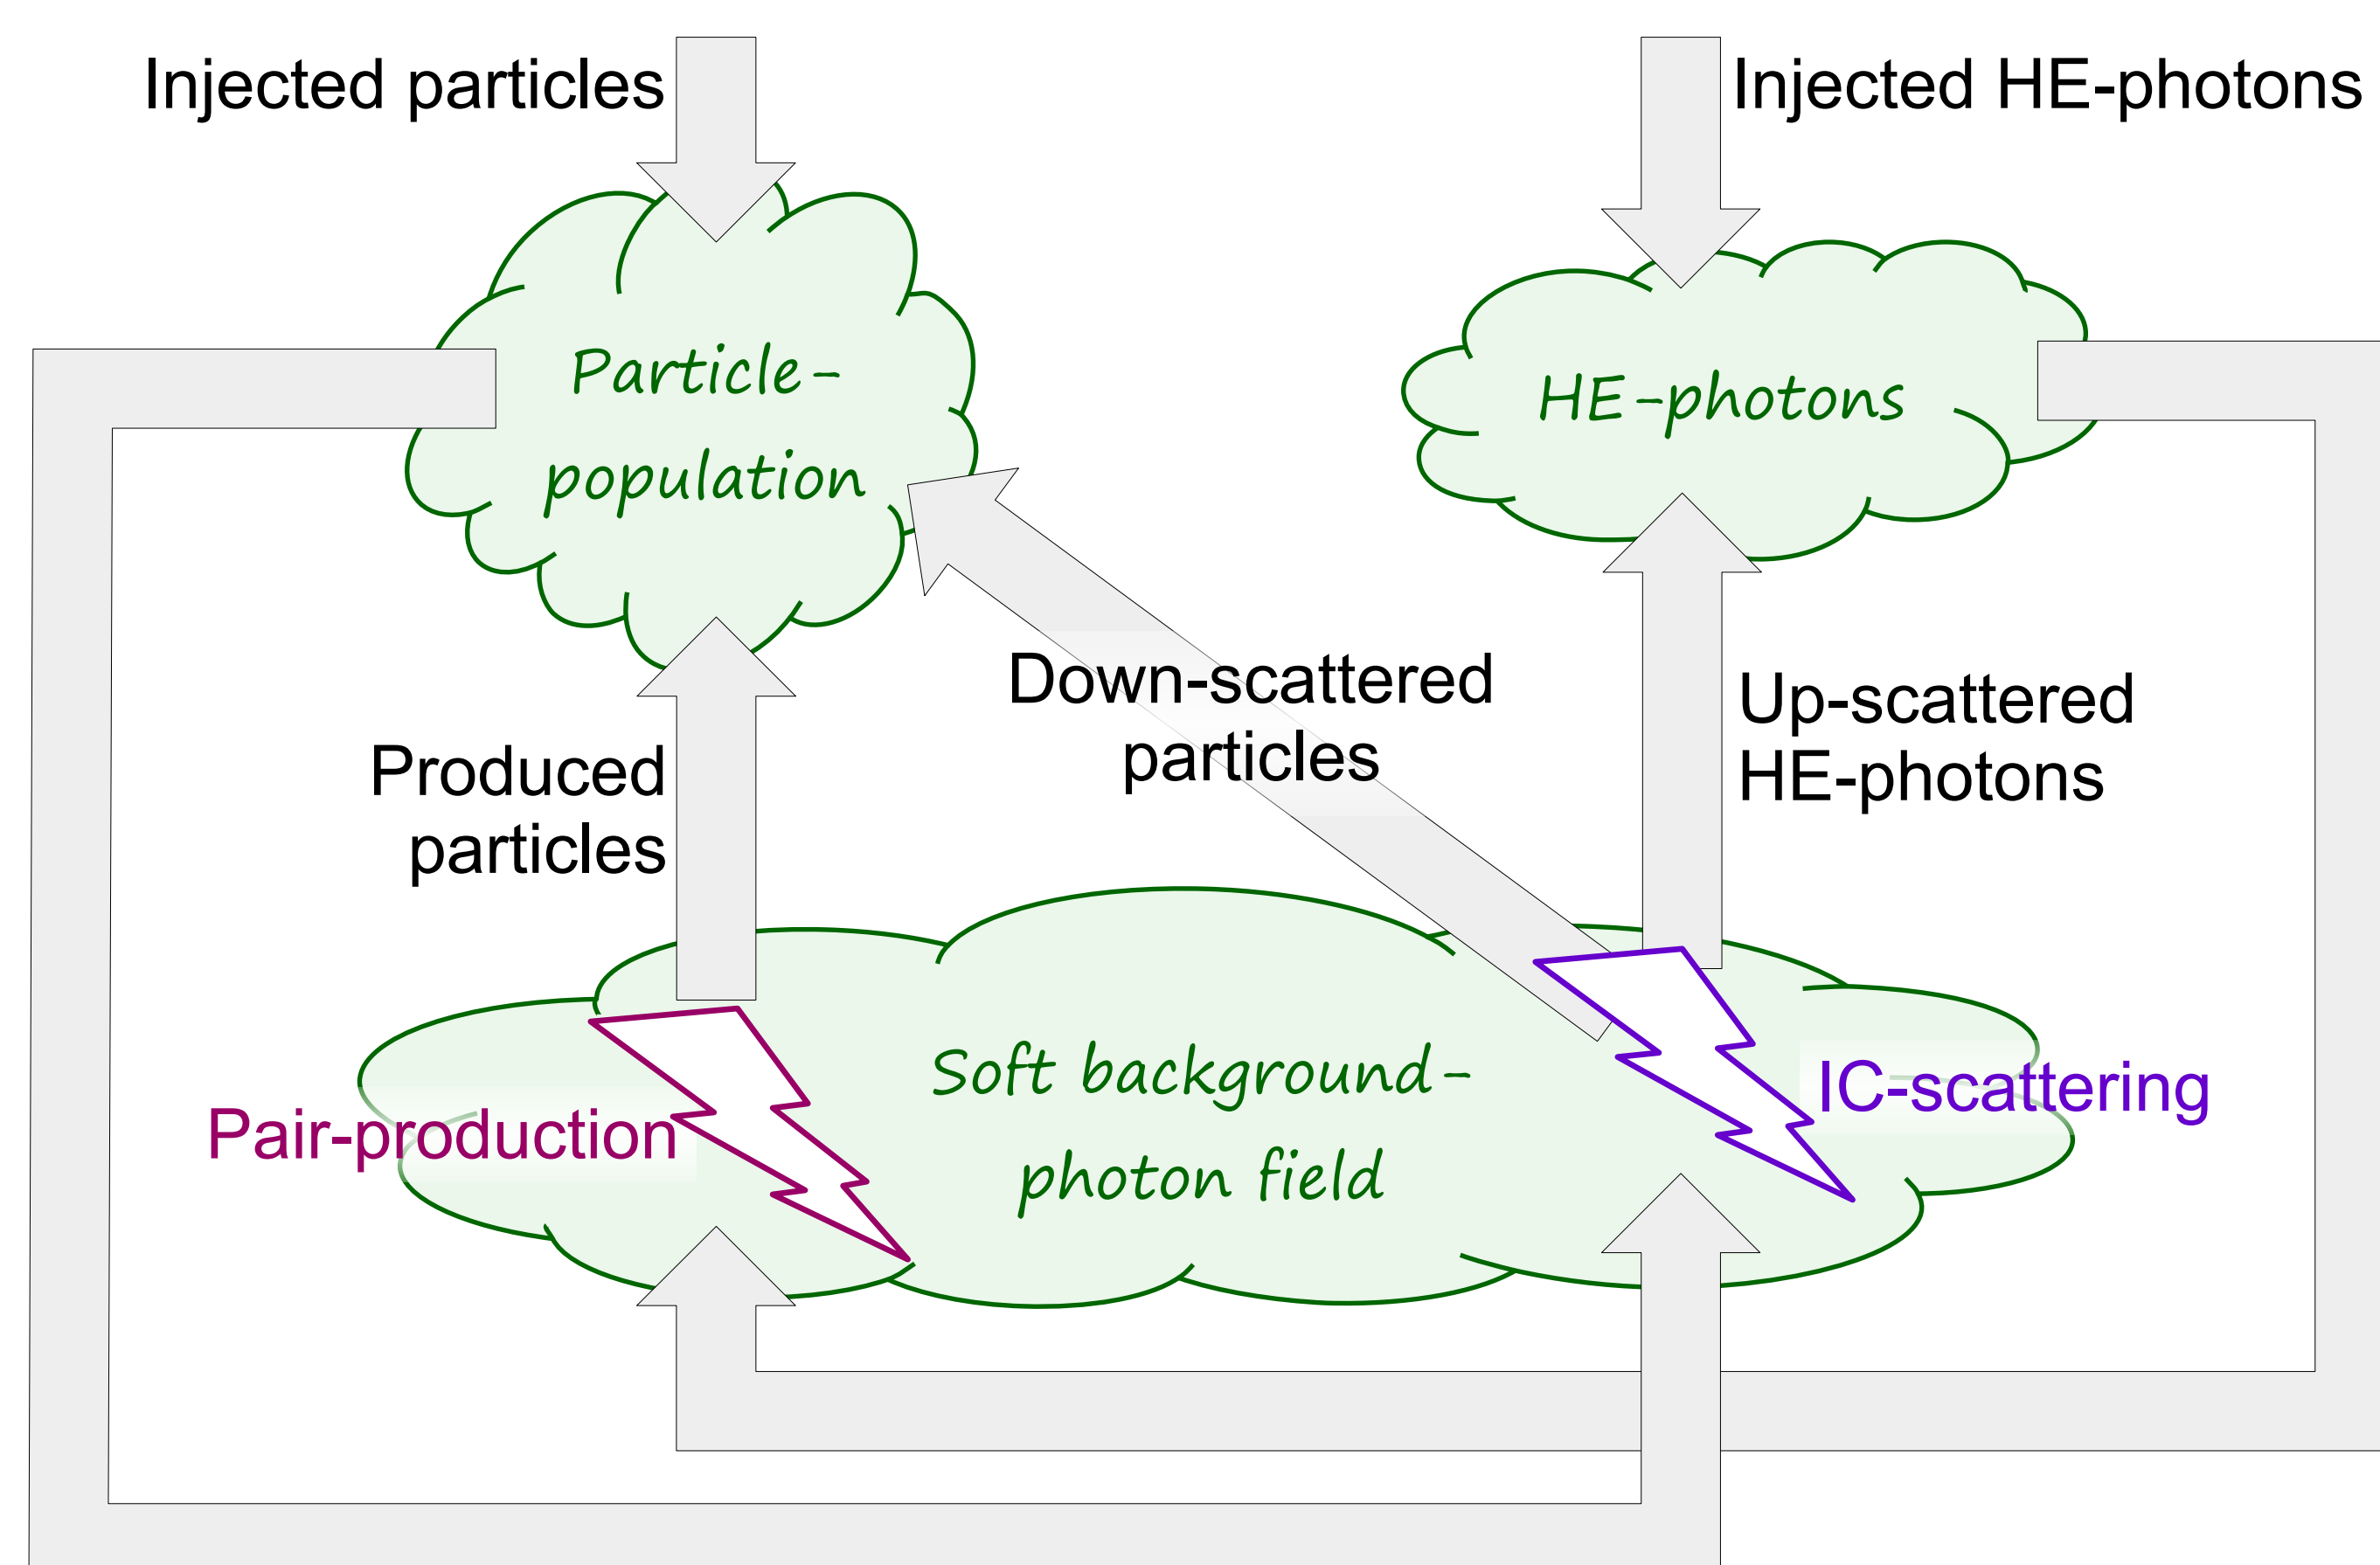 Injected particles
Injected HE-photons
Particle-
population
HE-photons
Down-scattered
particles
Up-scattered
HE-photons
Produced
particles
Soft background-
photon field
Pair-production
IC-scattering